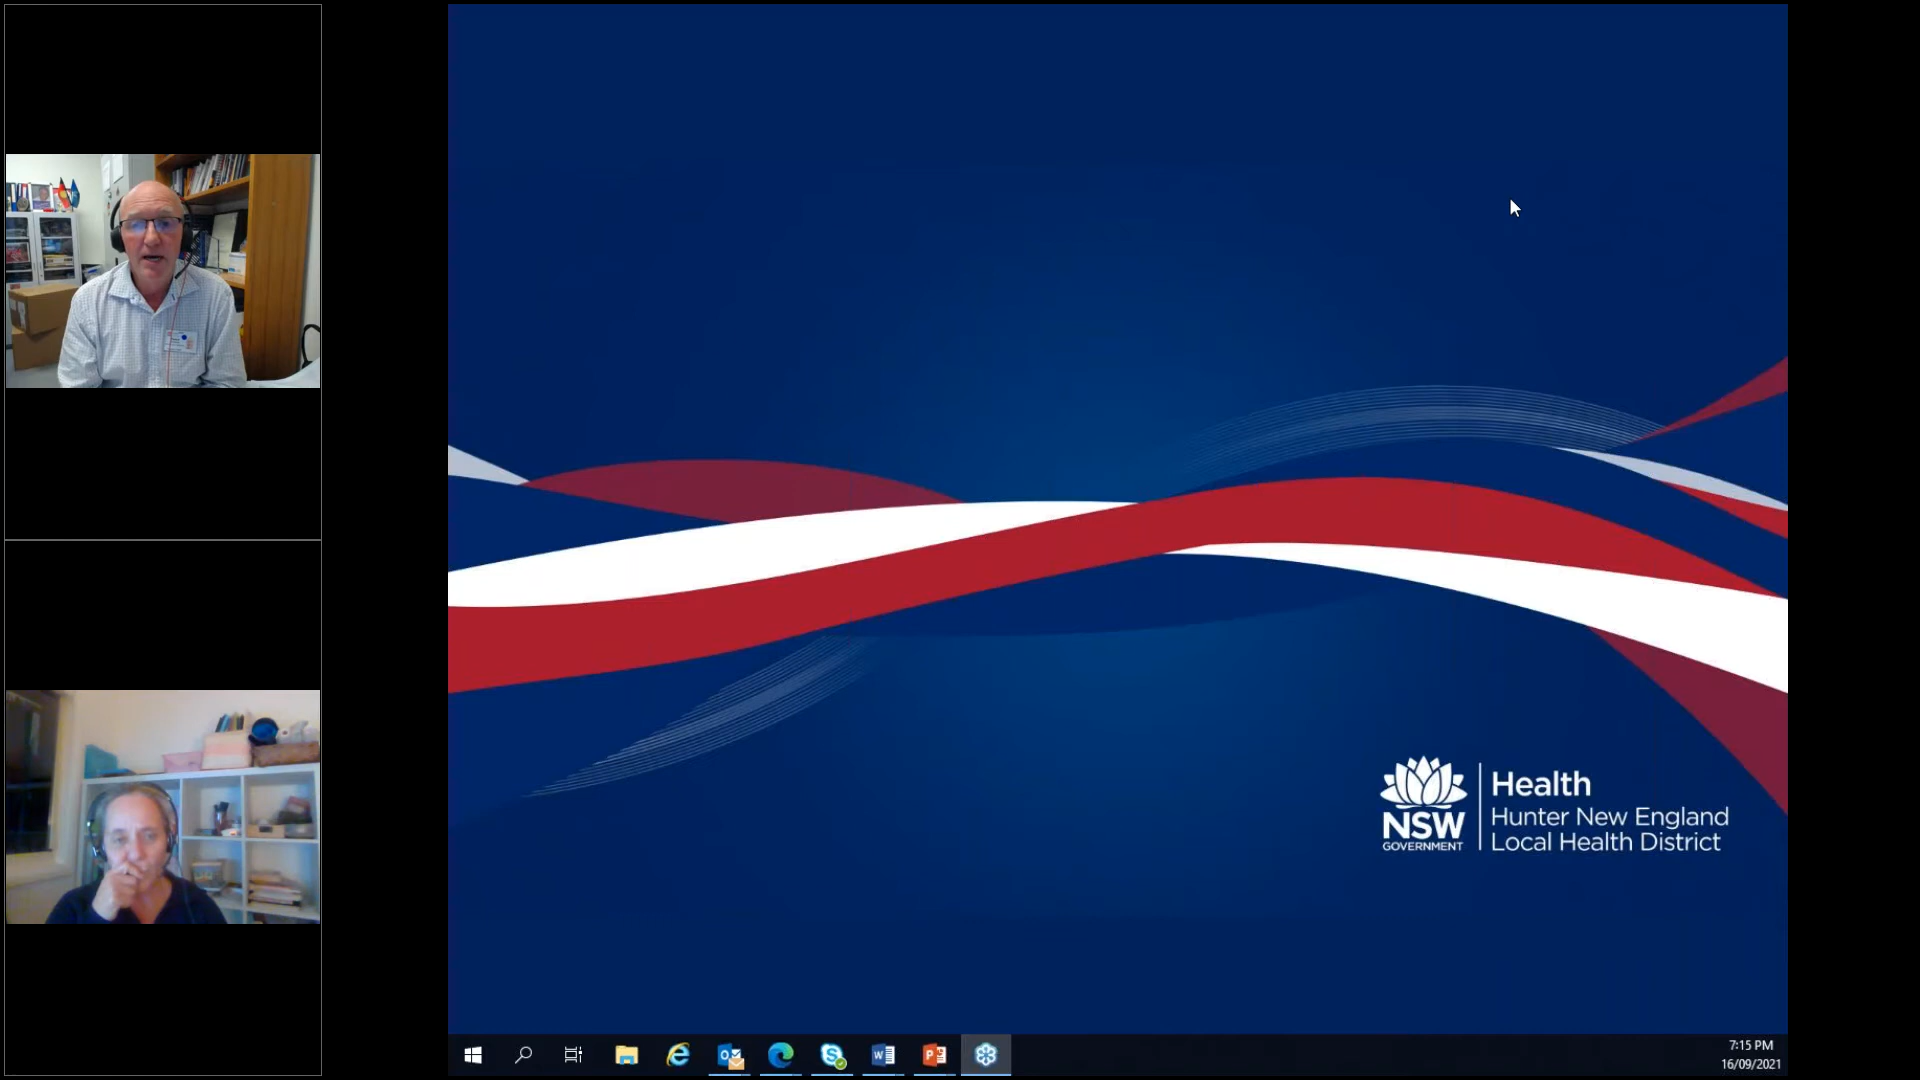 NSW
GOVERNMENT
Health
Hunter New England
Local Health District
7:15 PM
16/09/2021